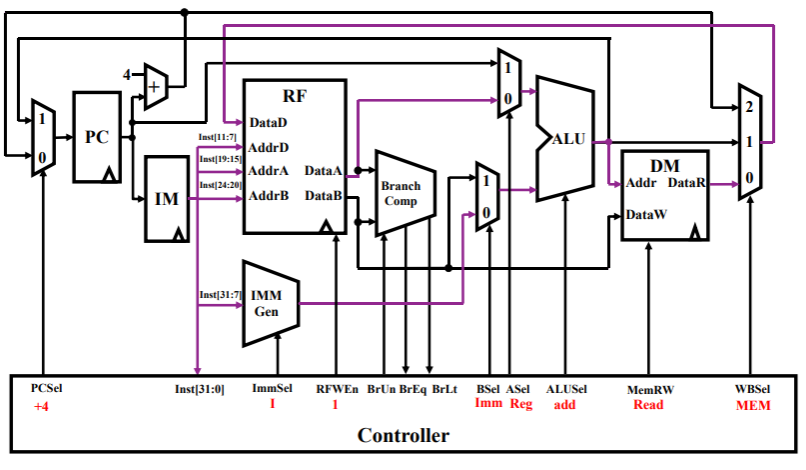 4
+
1
0
PC
IM
RF
DataD
AddrD
AddrA
AddrB
DataA
DataB
Inst[11:7]
Inst[19:15]
Inst[24:20]
Inst[31:7]
IMM
Gen
Branch
Comp
1
0
1
0
ALU
DM
Addr DataR
DataW
2
1
0
PCSel Inst[31:0] ImmSel RFWEn BrUn BrEq BrLt BSel ASel ALUSel MemRW WBSel
+4 I 1 Imm Reg add Read MEM
Controller